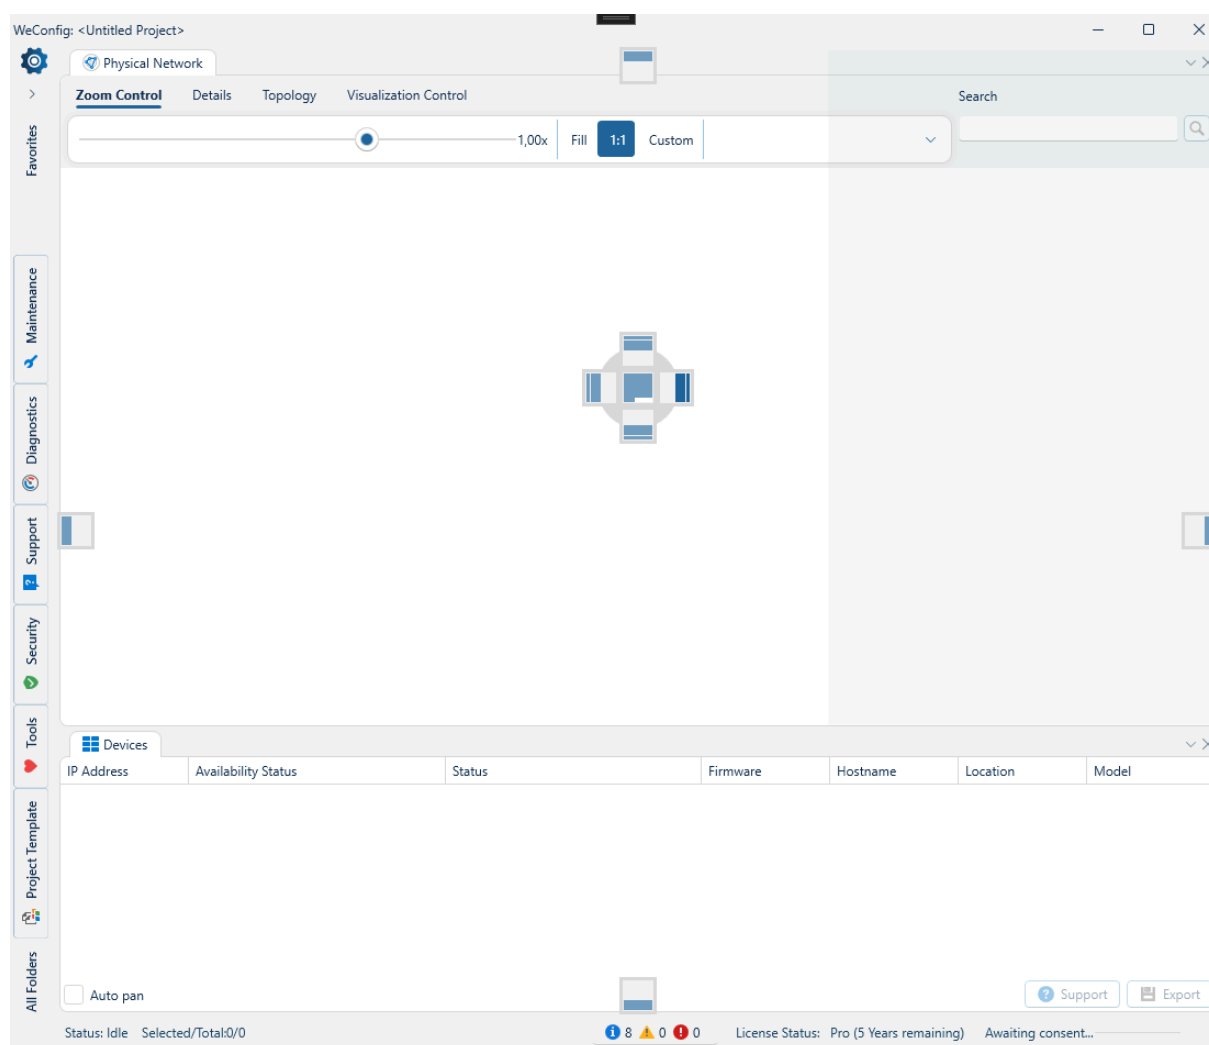 WeConfig: <Untitled Project>
Physical Network
Zoom Control Details Topology Visualization Control
Search
1,00x Fill 1:1 Custom
Favorites
Maintenance
Diagnostics
Support
Security
Tools
Project Template
All Folders
Devices
IP Address Availability Status Status Firmware Hostname Location Model
Auto pan
Support Export
Status: Idle Selected/Total:0/0 8 0 0 License Status: Pro (5 Years remaining) Awaiting consent...